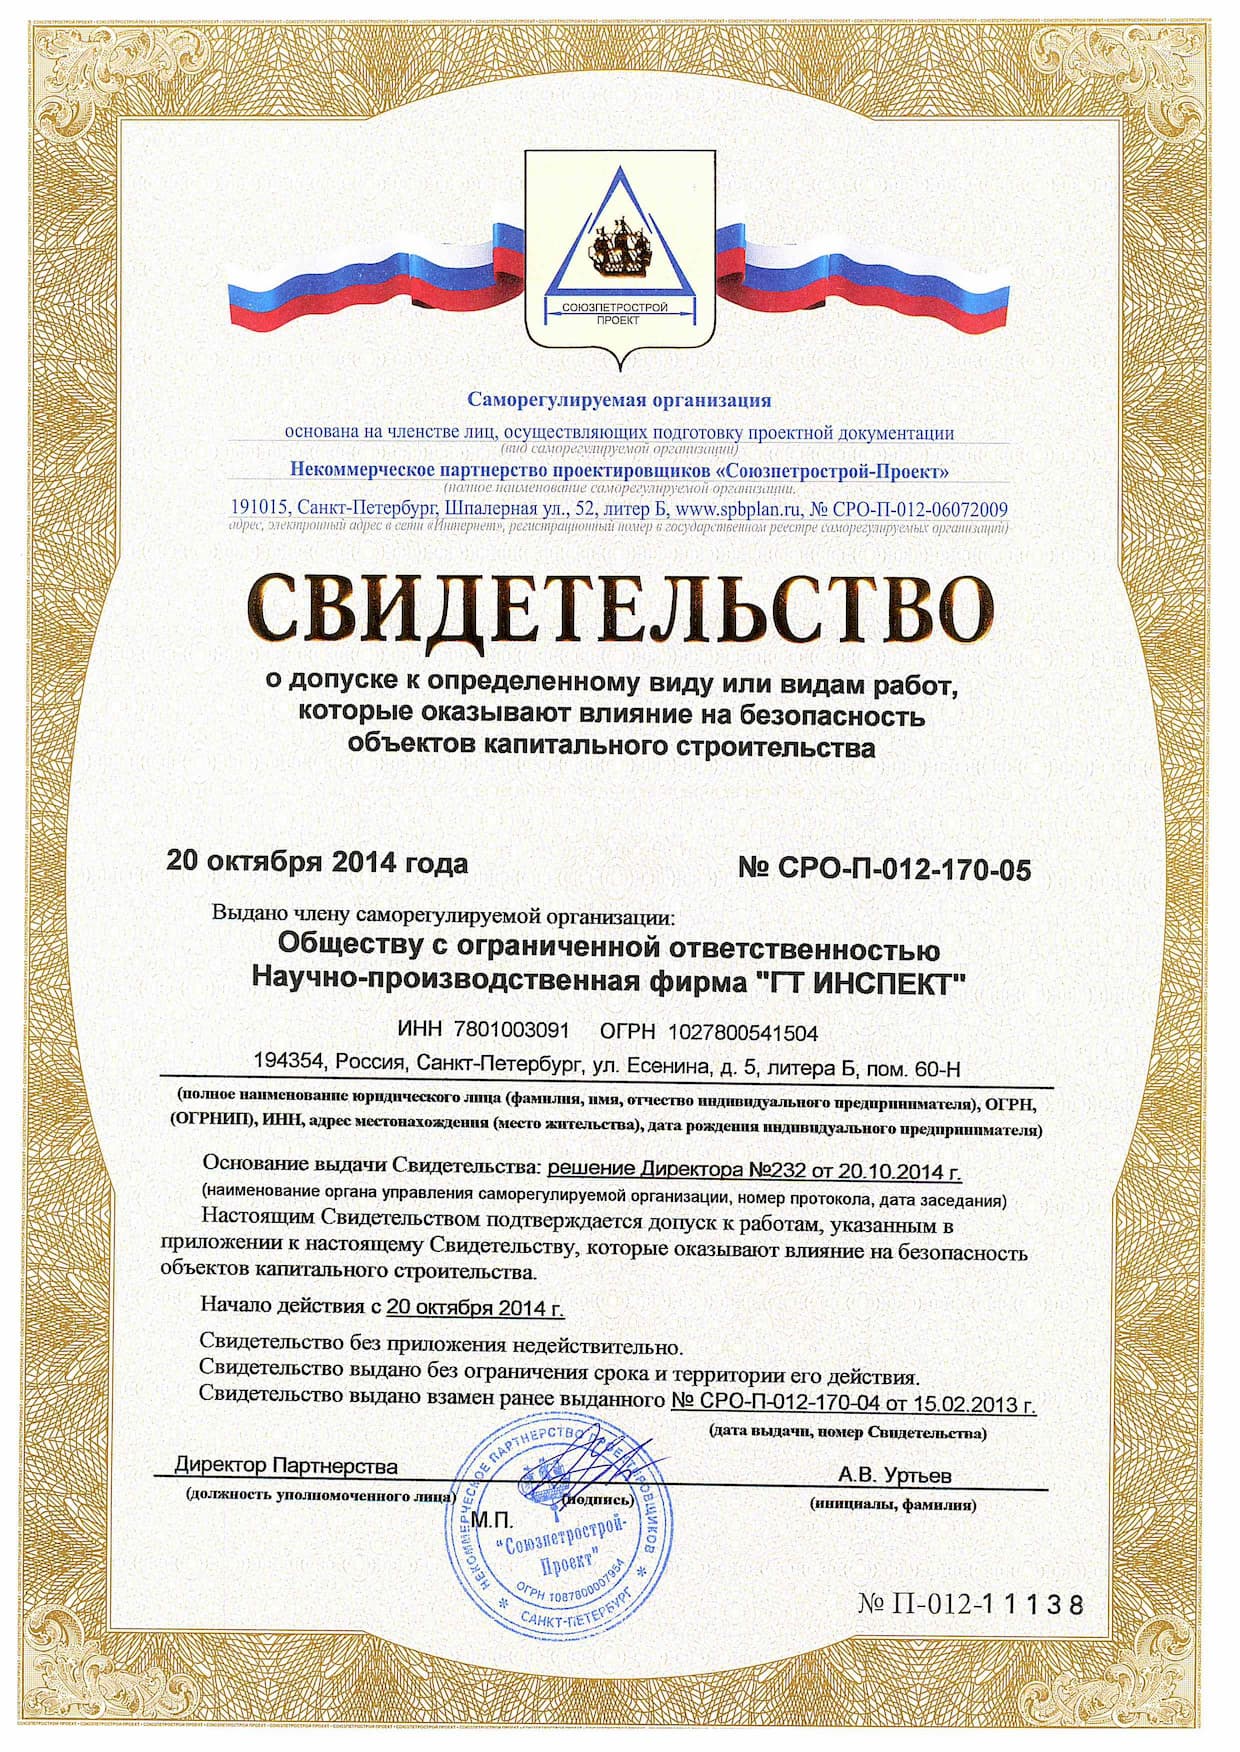 СОЮЗПЕТРОСТРОЙ
ПРОЕКТ
Саморегулируемая организация
основана на членстве лиц, осуществляющих подготовку проектной документации
(вид саморегулируемой организации)
Некоммерческое партнерство проектировщиков «Союзпетрострой-Проект»
(полное наименование саморегулируемой организации.
191015, Санкт-Петербург, Шпалерная ул., 52, литер Б, www.spbplan.ru, № СРО-П-012-06072009
адрес, электронный адрес в сети «Интернет», регистрационный номер в государственном реестре саморегулируемых организаций)
СВИДЕТЕЛЬСТВО
о допуске к определенному виду или видам работ,
которые оказывают влияние на безопасность
объектов капитального строительства
20 октября 2014 года № СРО-П-012-170-05
Выдано члену саморегулируемой организации:
Обществу с ограниченной ответственностью
Научно-производственная фирма "ГТ ИНСПЕКТ"
ИНН 7801003091 ОГРН 1027800541504
194354, Россия, Санкт-Петербург, ул. Есенина, д. 5, литера Б, пом. 60-Н
(полное наименование юридического лица (фамилия, имя, отчество индивидуального предпринимателя), ОГРН,
(ОГРНИП), ИНН, адрес местонахождения (место жительства), дата рождения индивидуального предпринимателя)
Основание выдачи Свидетельства: решение Директора №232 от 20.10.2014 г.
(наименование органа управления саморегулируемой организации, номер протокола, дата заседания)
Настоящим Свидетельством подтверждается допуск к работам, указанным в
приложении к настоящему Свидетельству, которые оказывают влияние на безопасность
объектов капитального строительства.
Начало действия с 20 октября 2014 г.
Свидетельство без приложения недействительно.
Свидетельство выдано без ограничения срока и территории его действия.
Свидетельство выдано взамен ранее выданного № СРО-П-012-170-04 от 15.02.2013 г.
(дата выдачи, номер Свидетельства)
Директор Партнерства А.В. Уртьев
(должность уполномоченного лица) (подпись) (инициалы, фамилия)
М.П.
НЕКОММЕРЧЕСКОЕ ПАРТНЕРСТВО ПРОЕКТИРОВЩИКОВ
"Союзпетрострой-
Проект"
ОГРН 1087800007954
* САНКТ-ПЕТЕРБУРГ *
№ П-012-11138